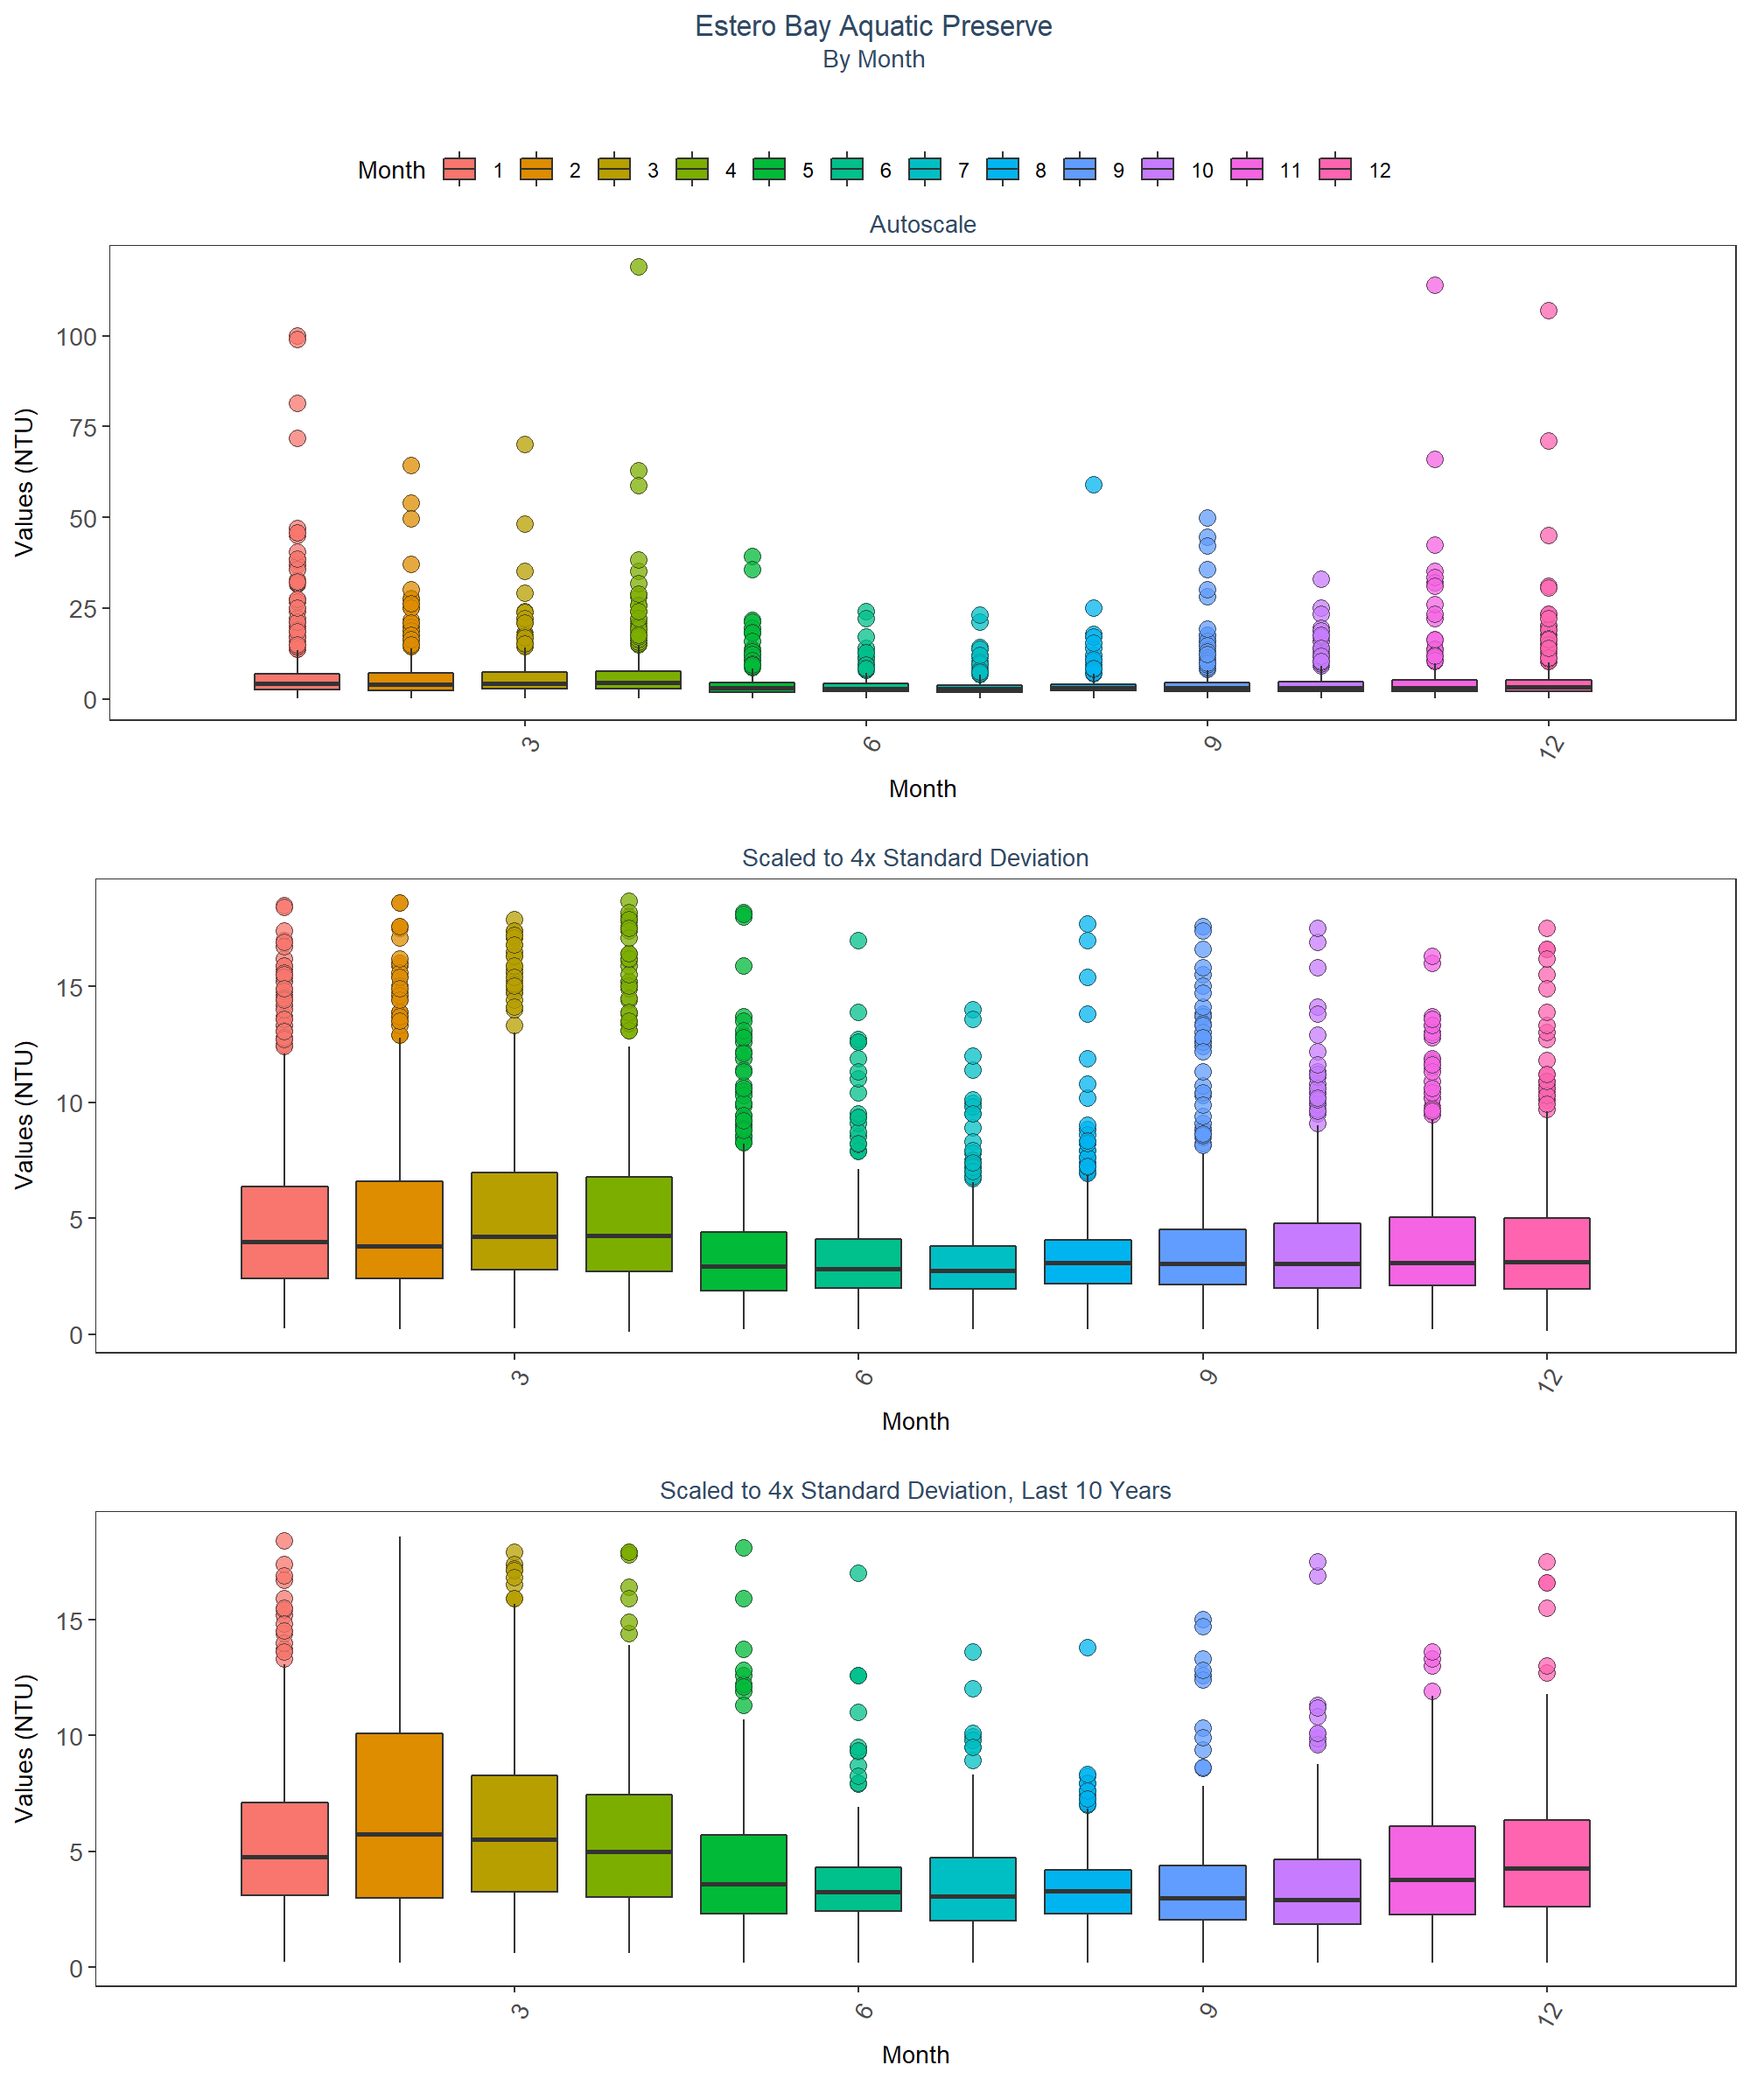 Estero Bay Aquatic Preserve
By Month
Month 1 2 3 4 5 6 7 8 9 10 11 12
Autoscale
Values (NTU)
100
75
50
25
0
3 6 9 12
Month
Scaled to 4x Standard Deviation
Values (NTU)
15
10
5
0
3 6 9 12
Month
Scaled to 4x Standard Deviation, Last 10 Years
Values (NTU)
15
10
5
0
3 6 9 12
Month